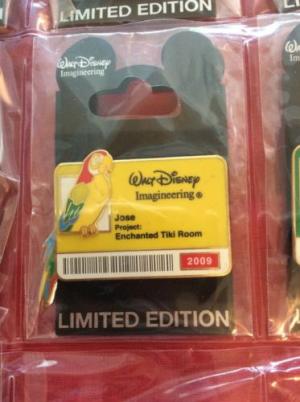 LIMITED EDITION
Walt Disney
Imagineering
Walt Disney
Imagineering ®
Jose
Project:
Enchanted Tiki Room
2009
LIMITED EDITION